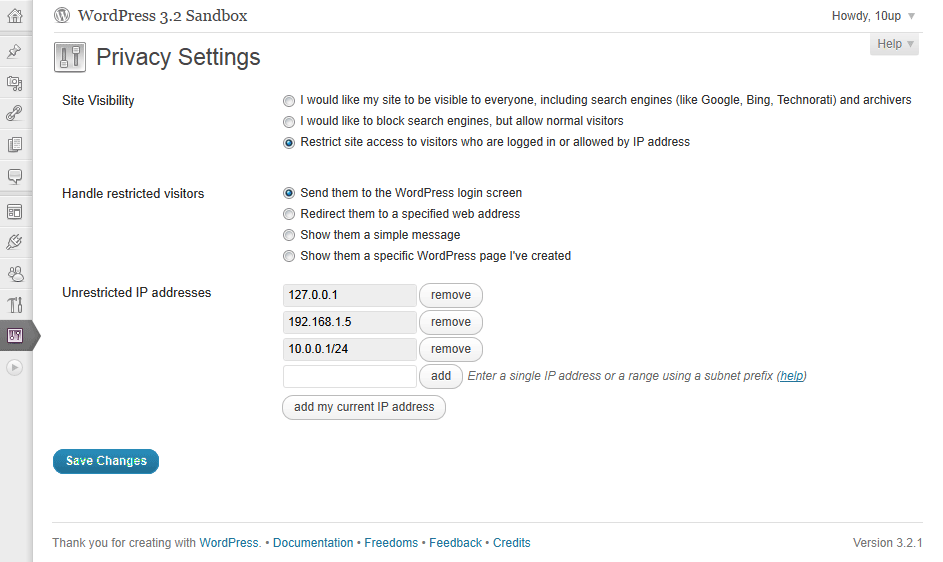 WordPress 3.2 Sandbox
Howdy, 10up
Help
Privacy Settings
Site Visibility
I would like my site to be visible to everyone, including search engines (like Google, Bing, Technorati) and archivers
I would like to block search engines, but allow normal visitors
Restrict site access to visitors who are logged in or allowed by IP address
Handle restricted visitors
Send them to the WordPress login screen
Redirect them to a specified web address
Show them a simple message
Show them a specific WordPress page I've created
Unrestricted IP addresses
127.0.0.1 remove
192.168.1.5 remove
10.0.0.1/24 remove
add Enter a single IP address or a range using a subnet prefix (help)
add my current IP address
Save Changes
Thank you for creating with WordPress. • Documentation • Freedoms • Feedback • Credits
Version 3.2.1